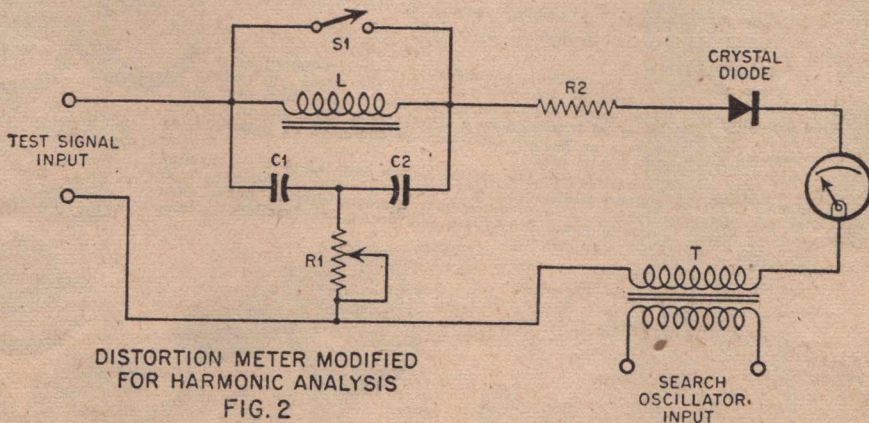 S1
L
R2
CRYSTAL
DIODE
TEST SIGNAL
INPUT
C1
C2
R1
T
DISTORTION METER MODIFIED
FOR HARMONIC ANALYSIS
FIG. 2
SEARCH
OSCILLATOR
INPUT